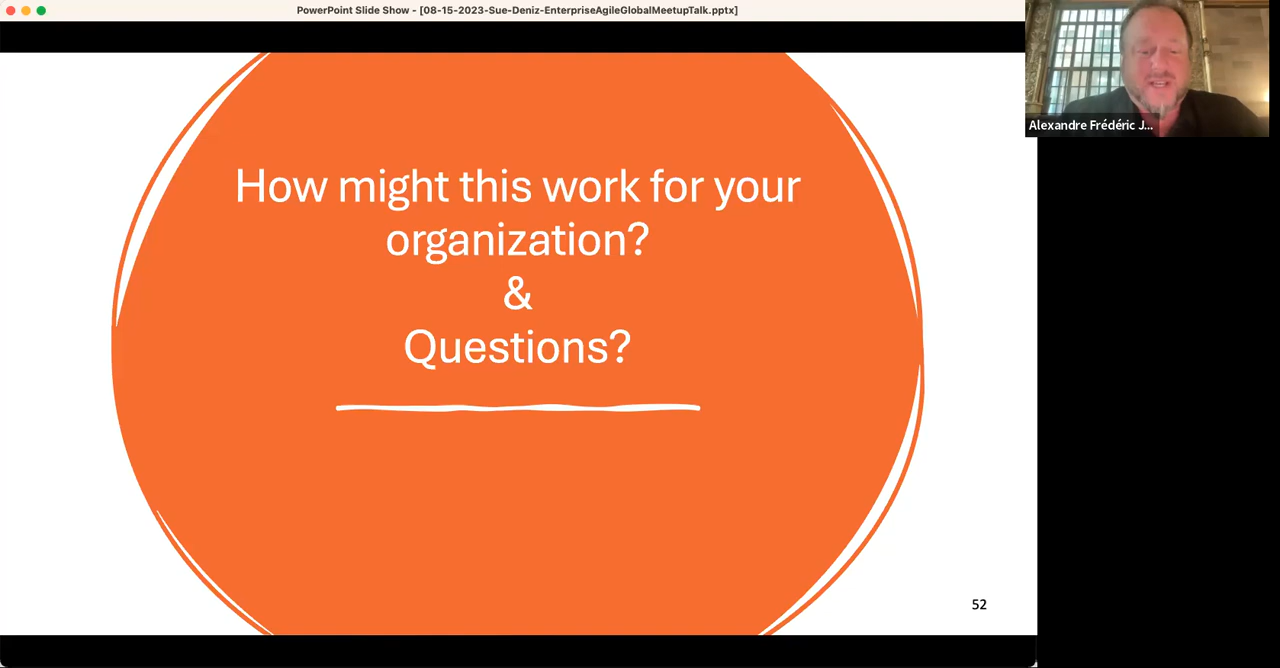 PowerPoint Slide Show - [08-15-2023-Sue-Deniz-EnterpriseAgileGlobalMeetupTalk.pptx]
Alexandre Frédéric J...
How might this work for your
organization?
&
Questions?
52